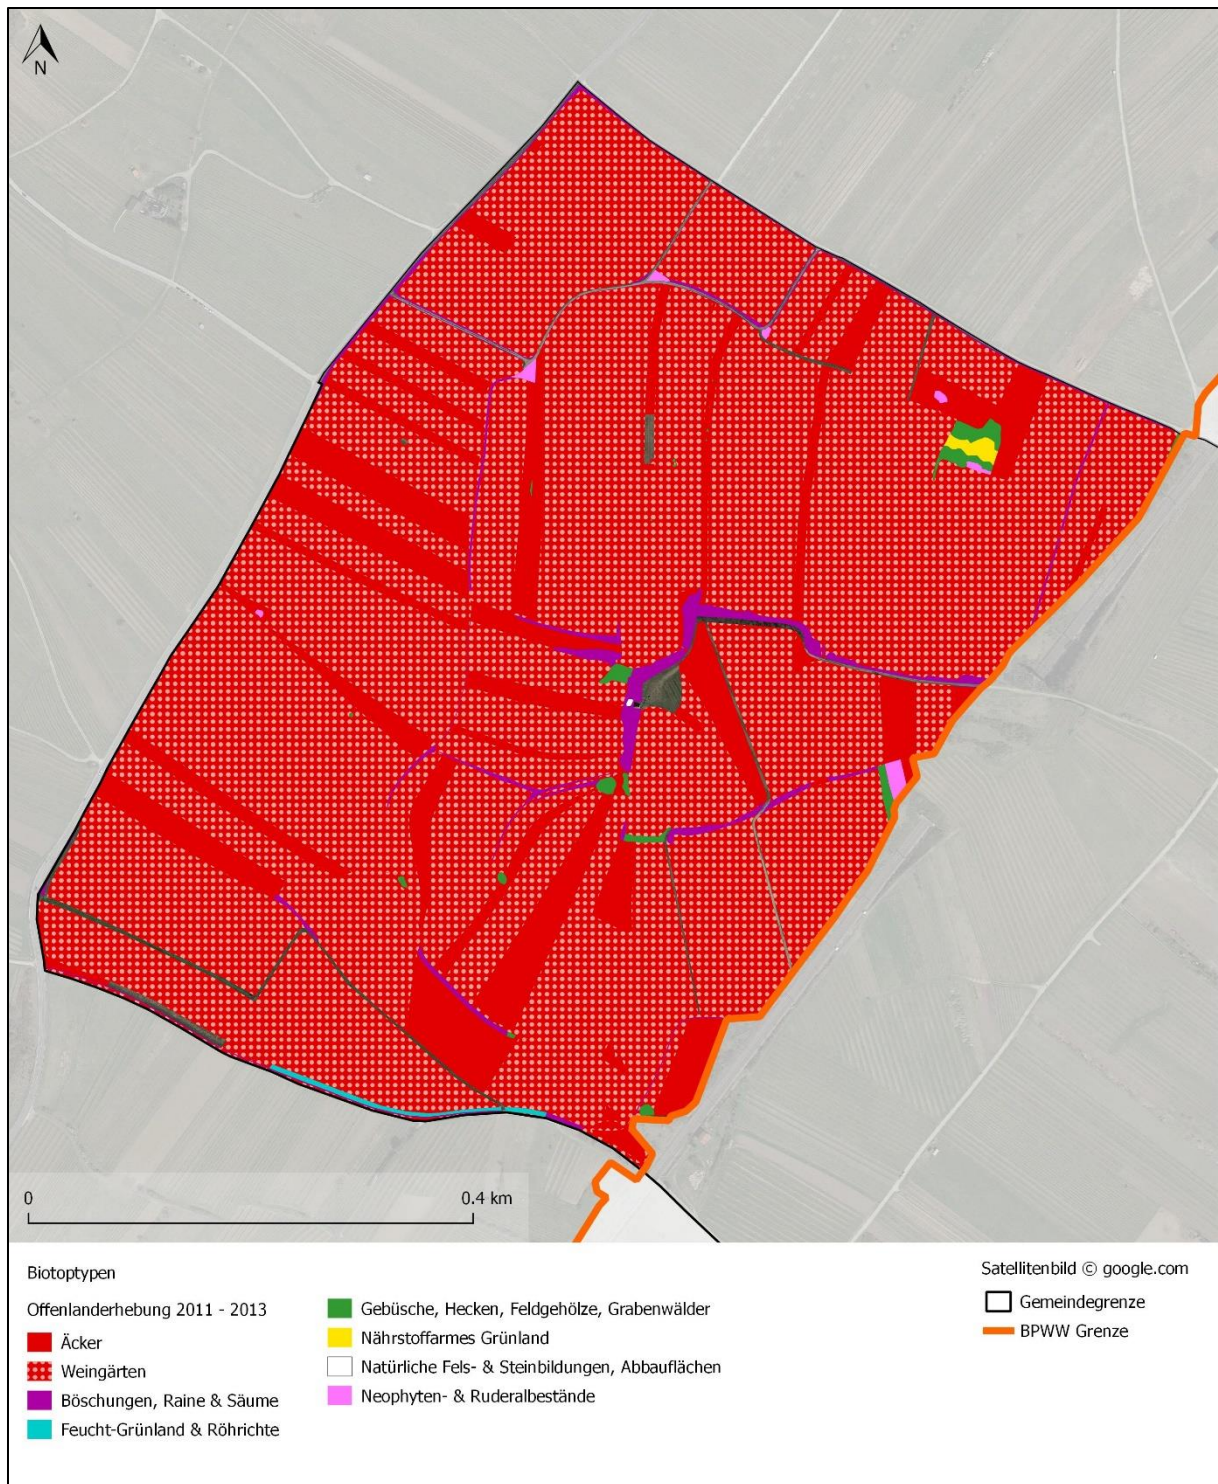 N
0 0.4 km
Biotoptypen
Offenlanderhebung 2011 - 2013
Äcker
Weingärten
Böschungen, Raine & Säume
Feucht-Grünland & Röhrichte
Gebüsche, Hecken, Feldgehölze, Grabenwälder
Nährstoffarmes Grünland
Natürliche Fels- & Steinbildungen, Abbauflächen
Neophyten- & Ruderalbestände
Satellitenbild © google.com
Gemeindegrenze
BPWW Grenze